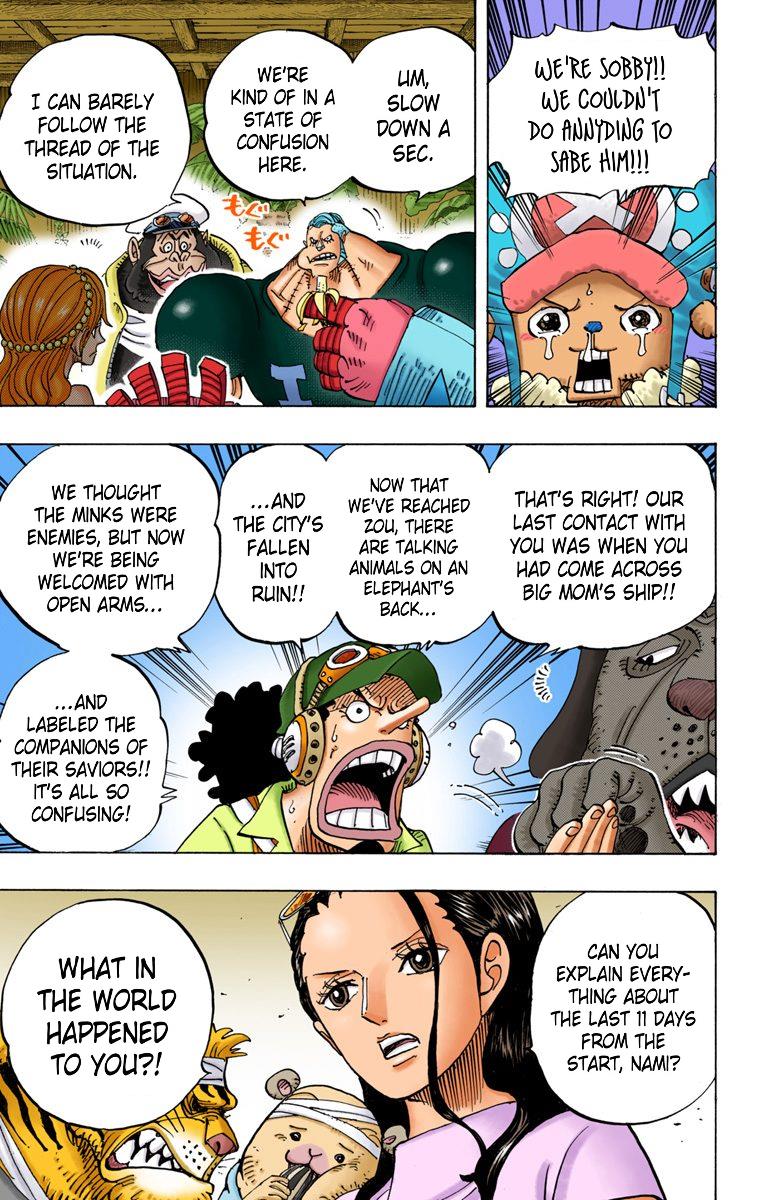 WE'RE SOBBY!!
WE COULDN'T
DO ANNYDING TO
SABE HIM!!!
UM,
SLOW
DOWN A
SEC.
WE'RE
KIND OF IN A
STATE OF
CONFUSION
HERE.
I CAN BARELY
FOLLOW THE
THREAD OF THE
SITUATION.
もぐ
もぐ
I
THAT'S RIGHT! OUR
LAST CONTACT WITH
YOU WAS WHEN YOU
HAD COME ACROSS
BIG MOM'S SHIP!!
NOW THAT
WE'VE REACHED
ZOU, THERE
ARE TALKING
ANIMALS ON AN
ELEPHANT'S
BACK...
...AND
THE CITY'S
FALLEN
INTO
RUIN!!
WE THOUGHT
THE MINKS WERE
ENEMIES, BUT NOW
WE'RE BEING
WELCOMED WITH
OPEN ARMS...
...AND
LABELED THE
COMPANIONS OF
THEIR SAVIORS!!
IT'S ALL SO
CONFUSING!
CAN YOU
EXPLAIN EVERY-
THING ABOUT
THE LAST 11 DAYS
FROM THE
START, NAMI?
WHAT IN
THE WORLD
HAPPENED
TO YOU?!